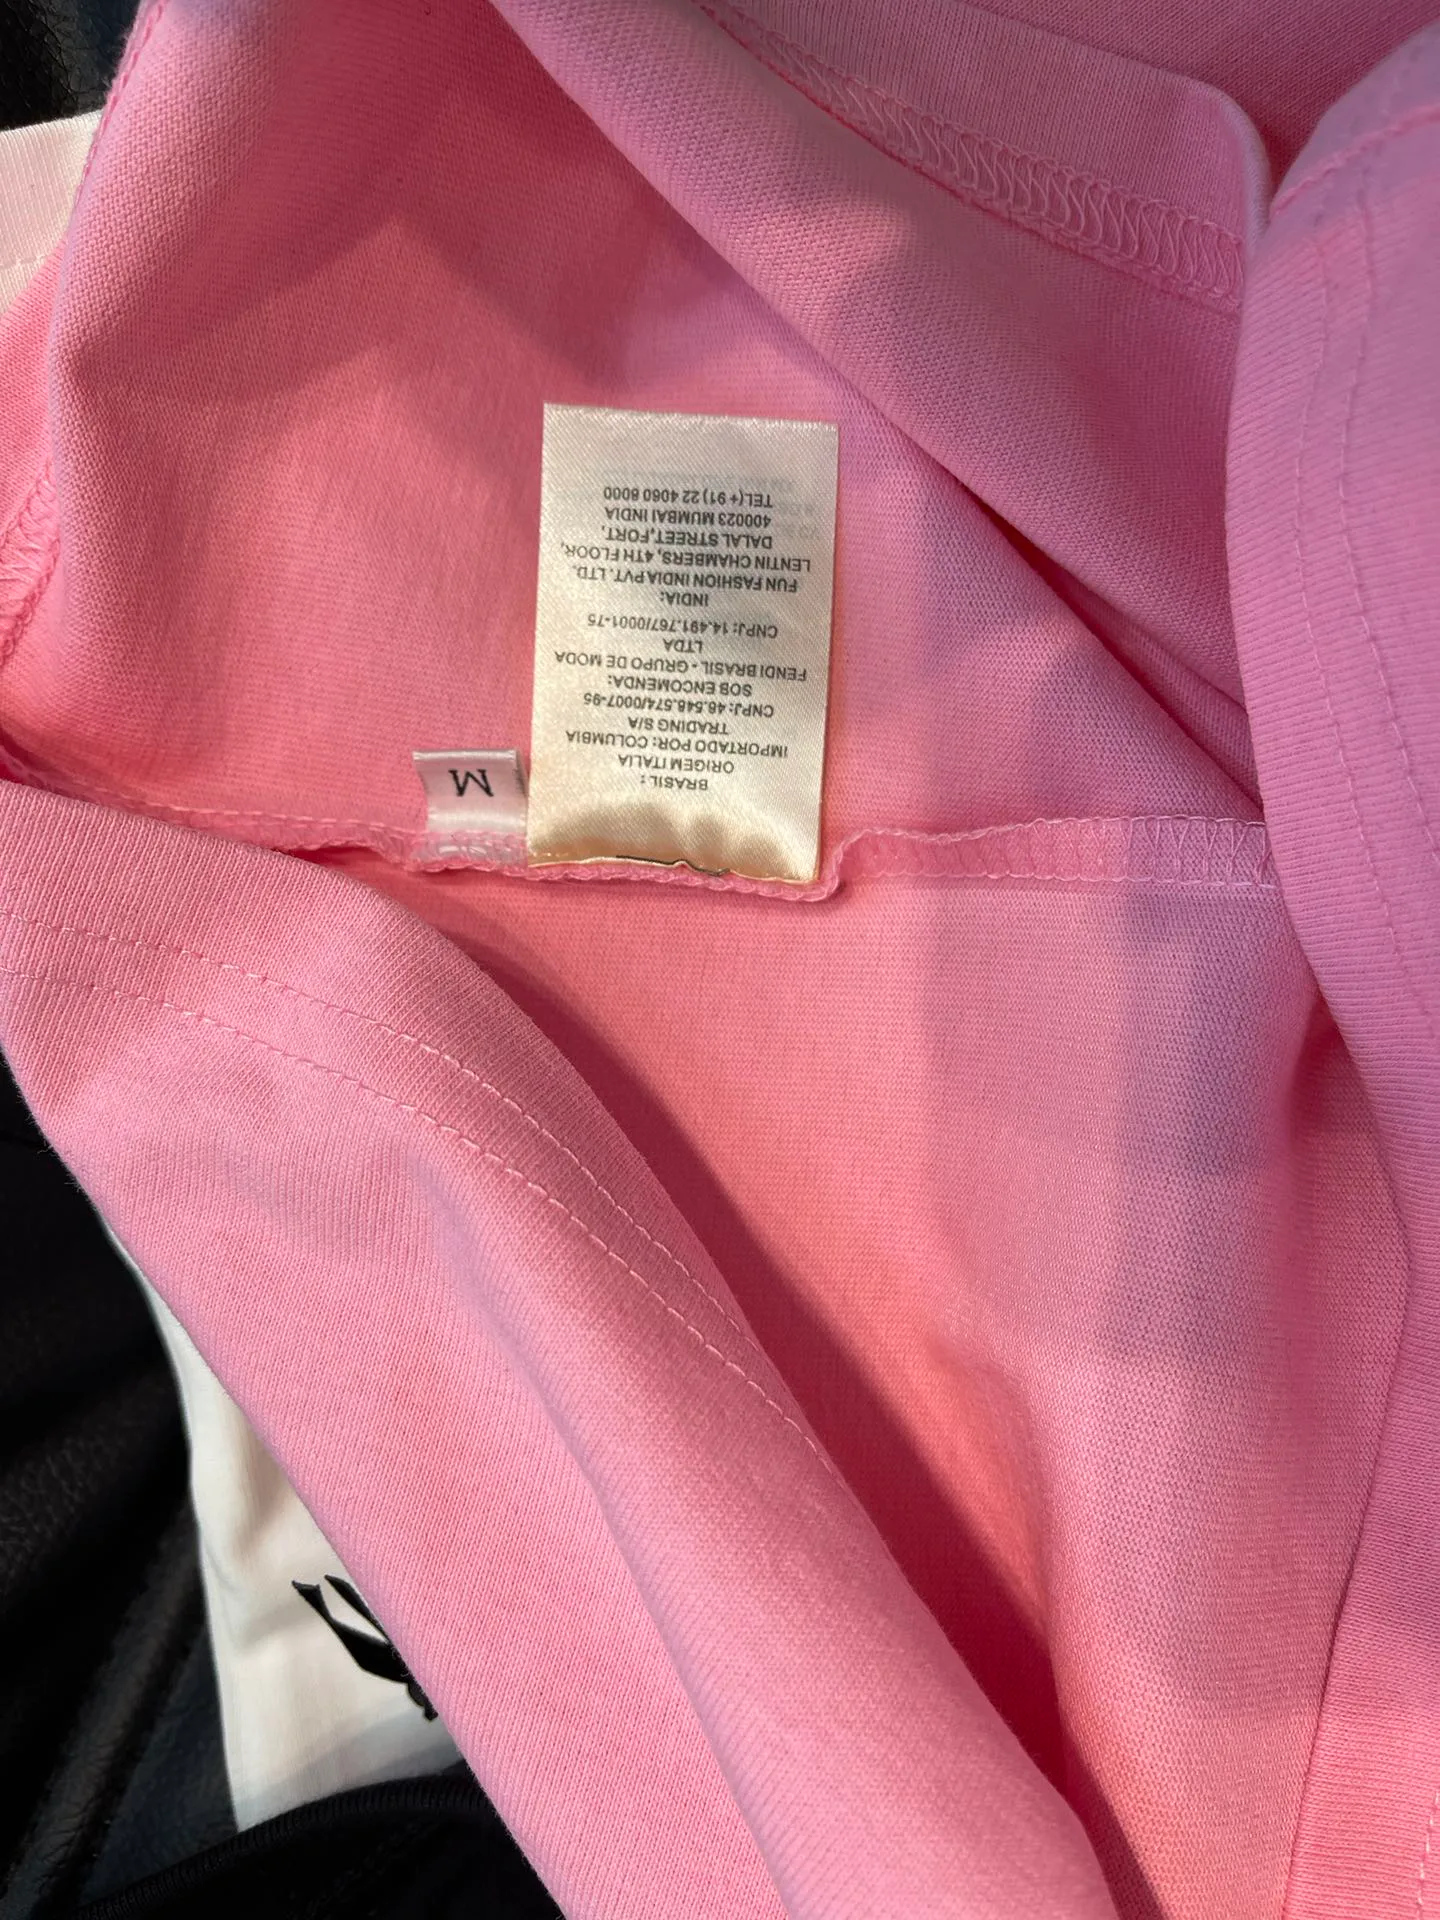 BRASIL:
ORIGEM ITALIA
IMPORTADO POR: COLUMBIA
TRADING S/A
CNPJ: 46.548.574/0007-95
SOB ENCOMENDA:
FENDI BRASIL - GRUPO DE MODA
LTDA
CNPJ: 14.491.767/0001-75
INDIA:
FUN FASHION INDIA PVT. LTD.
LENTIN CHAMBERS, 4TH FLOOR,
DALAL STREET, FORT,
400023 MUMBAI INDIA
TEL(+91) 22 4060 8000
M